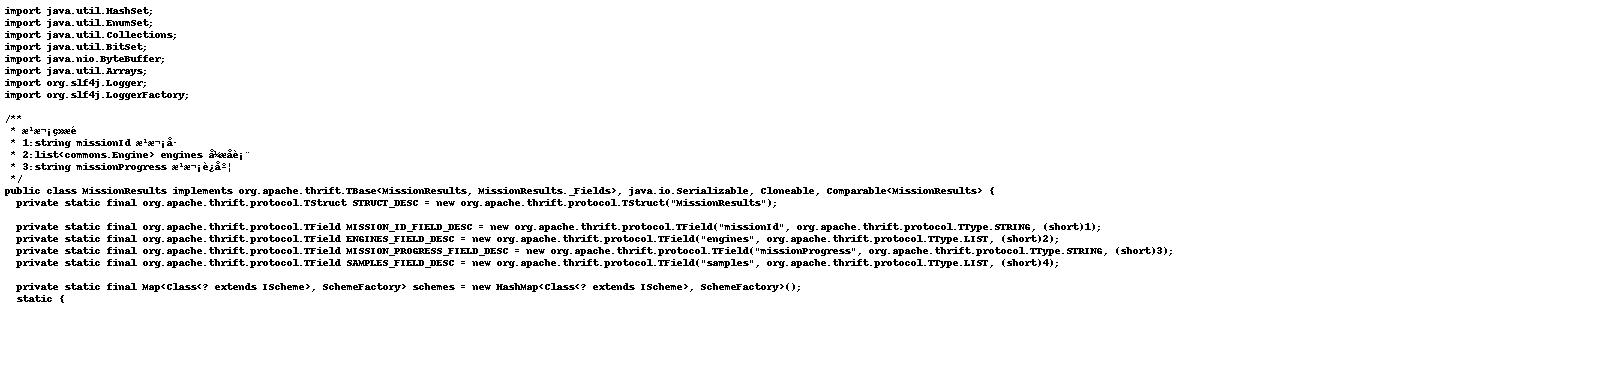 import java.util.HashSet;
import java.util.EnumSet;
import java.util.Collections;
import java.util.BitSet;
import java.nio.ByteBuffer;
import java.util.Arrays;
import org.slf4j.Logger;
import org.slf4j.LoggerFactory;
/**
 *
 * 1:string missionId
 * 2:list<commons.Engine> engines
 * 3:string missionProgress
 */
public class MissionResults implements org.apache.thrift.TBase<MissionResults, MissionResults._Fields>, java.io.Serializable, Cloneable, Comparable<MissionResults> {
  private static final org.apache.thrift.protocol.TStruct STRUCT_DESC = new org.apache.thrift.protocol.TStruct("MissionResults");
  private static final org.apache.thrift.protocol.TField MISSION_ID_FIELD_DESC = new org.apache.thrift.protocol.TField("missionId", org.apache.thrift.protocol.TType.STRING, (short)1);
  private static final org.apache.thrift.protocol.TField ENGINES_FIELD_DESC = new org.apache.thrift.protocol.TField("engines", org.apache.thrift.protocol.TType.LIST, (short)2);
  private static final org.apache.thrift.protocol.TField MISSION_PROGRESS_FIELD_DESC = new org.apache.thrift.protocol.TField("missionProgress", org.apache.thrift.protocol.TType.STRING, (short)3);
  private static final org.apache.thrift.protocol.TField SAMPLES_FIELD_DESC = new org.apache.thrift.protocol.TField("samples", org.apache.thrift.protocol.TType.LIST, (short)4);
  private static final Map<Class<? extends IScheme>, SchemeFactory> schemes = new HashMap<Class<? extends IScheme>, SchemeFactory>();
  static {